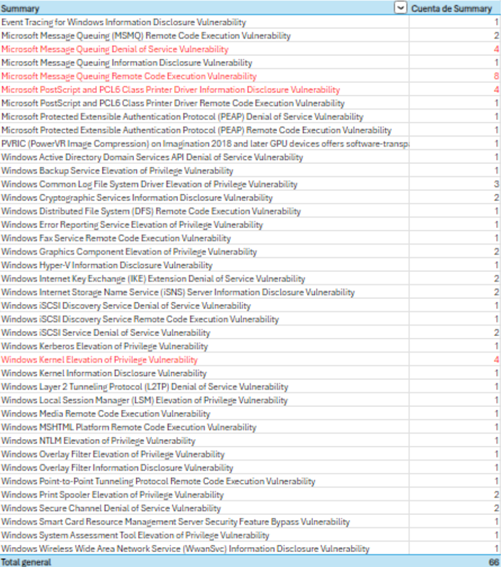 Summary Cuenta de Summary
Event Tracing for Windows Information Disclosure Vulnerability 1
Microsoft Message Queuing (MSMQ) Remote Code Execution Vulnerability 2
Microsoft Message Queuing Denial of Service Vulnerability 4
Microsoft Message Queuing Information Disclosure Vulnerability 1
Microsoft Message Queuing Remote Code Execution Vulnerability 8
Microsoft PostScript and PCL6 Class Printer Driver Information Disclosure Vulnerability 4
Microsoft PostScript and PCL6 Class Printer Driver Remote Code Execution Vulnerability 1
Microsoft Protected Extensible Authentication Protocol (PEAP) Denial of Service Vulnerability 1
Microsoft Protected Extensible Authentication Protocol (PEAP) Remote Code Execution Vulnerability 1
PVRIC (PowerVR Image Compression) on Imagination 2018 and later GPU devices offers software-transpa 1
Windows Active Directory Domain Services API Denial of Service Vulnerability 1
Windows Backup Service Elevation of Privilege Vulnerability 1
Windows Common Log File System Driver Elevation of Privilege Vulnerability 3
Windows Cryptographic Services Information Disclosure Vulnerability 2
Windows Distributed File System (DFS) Remote Code Execution Vulnerability 1
Windows Error Reporting Service Elevation of Privilege Vulnerability 1
Windows Fax Service Remote Code Execution Vulnerability 1
Windows Graphics Component Elevation of Privilege Vulnerability 2
Windows Hyper-V Information Disclosure Vulnerability 1
Windows Internet Key Exchange (IKE) Extension Denial of Service Vulnerability 2
Windows Internet Storage Name Service (iSNS) Server Information Disclosure Vulnerability 2
Windows iSCSI Discovery Service Denial of Service Vulnerability 1
Windows iSCSI Discovery Service Remote Code Execution Vulnerability 1
Windows iSCSI Service Denial of Service Vulnerability 2
Windows Kerberos Elevation of Privilege Vulnerability 1
Windows Kernel Elevation of Privilege Vulnerability 4
Windows Kernel Information Disclosure Vulnerability 1
Windows Layer 2 Tunneling Protocol (L2TP) Denial of Service Vulnerability 1
Windows Local Session Manager (LSM) Elevation of Privilege Vulnerability 1
Windows Media Remote Code Execution Vulnerability 1
Windows MSHTML Platform Remote Code Execution Vulnerability 1
Windows NTLM Elevation of Privilege Vulnerability 1
Windows Overlay Filter Elevation of Privilege Vulnerability 1
Windows Overlay Filter Information Disclosure Vulnerability 1
Windows Point-to-Point Tunneling Protocol Remote Code Execution Vulnerability 1
Windows Print Spooler Elevation of Privilege Vulnerability 2
Windows Secure Channel Denial of Service Vulnerability 2
Windows Smart Card Resource Management Server Security Feature Bypass Vulnerability 1
Windows System Assessment Tool Elevation of Privilege Vulnerability 1
Windows Wireless Wide Area Network Service (WwanSvc) Information Disclosure Vulnerability 1
Total general 66